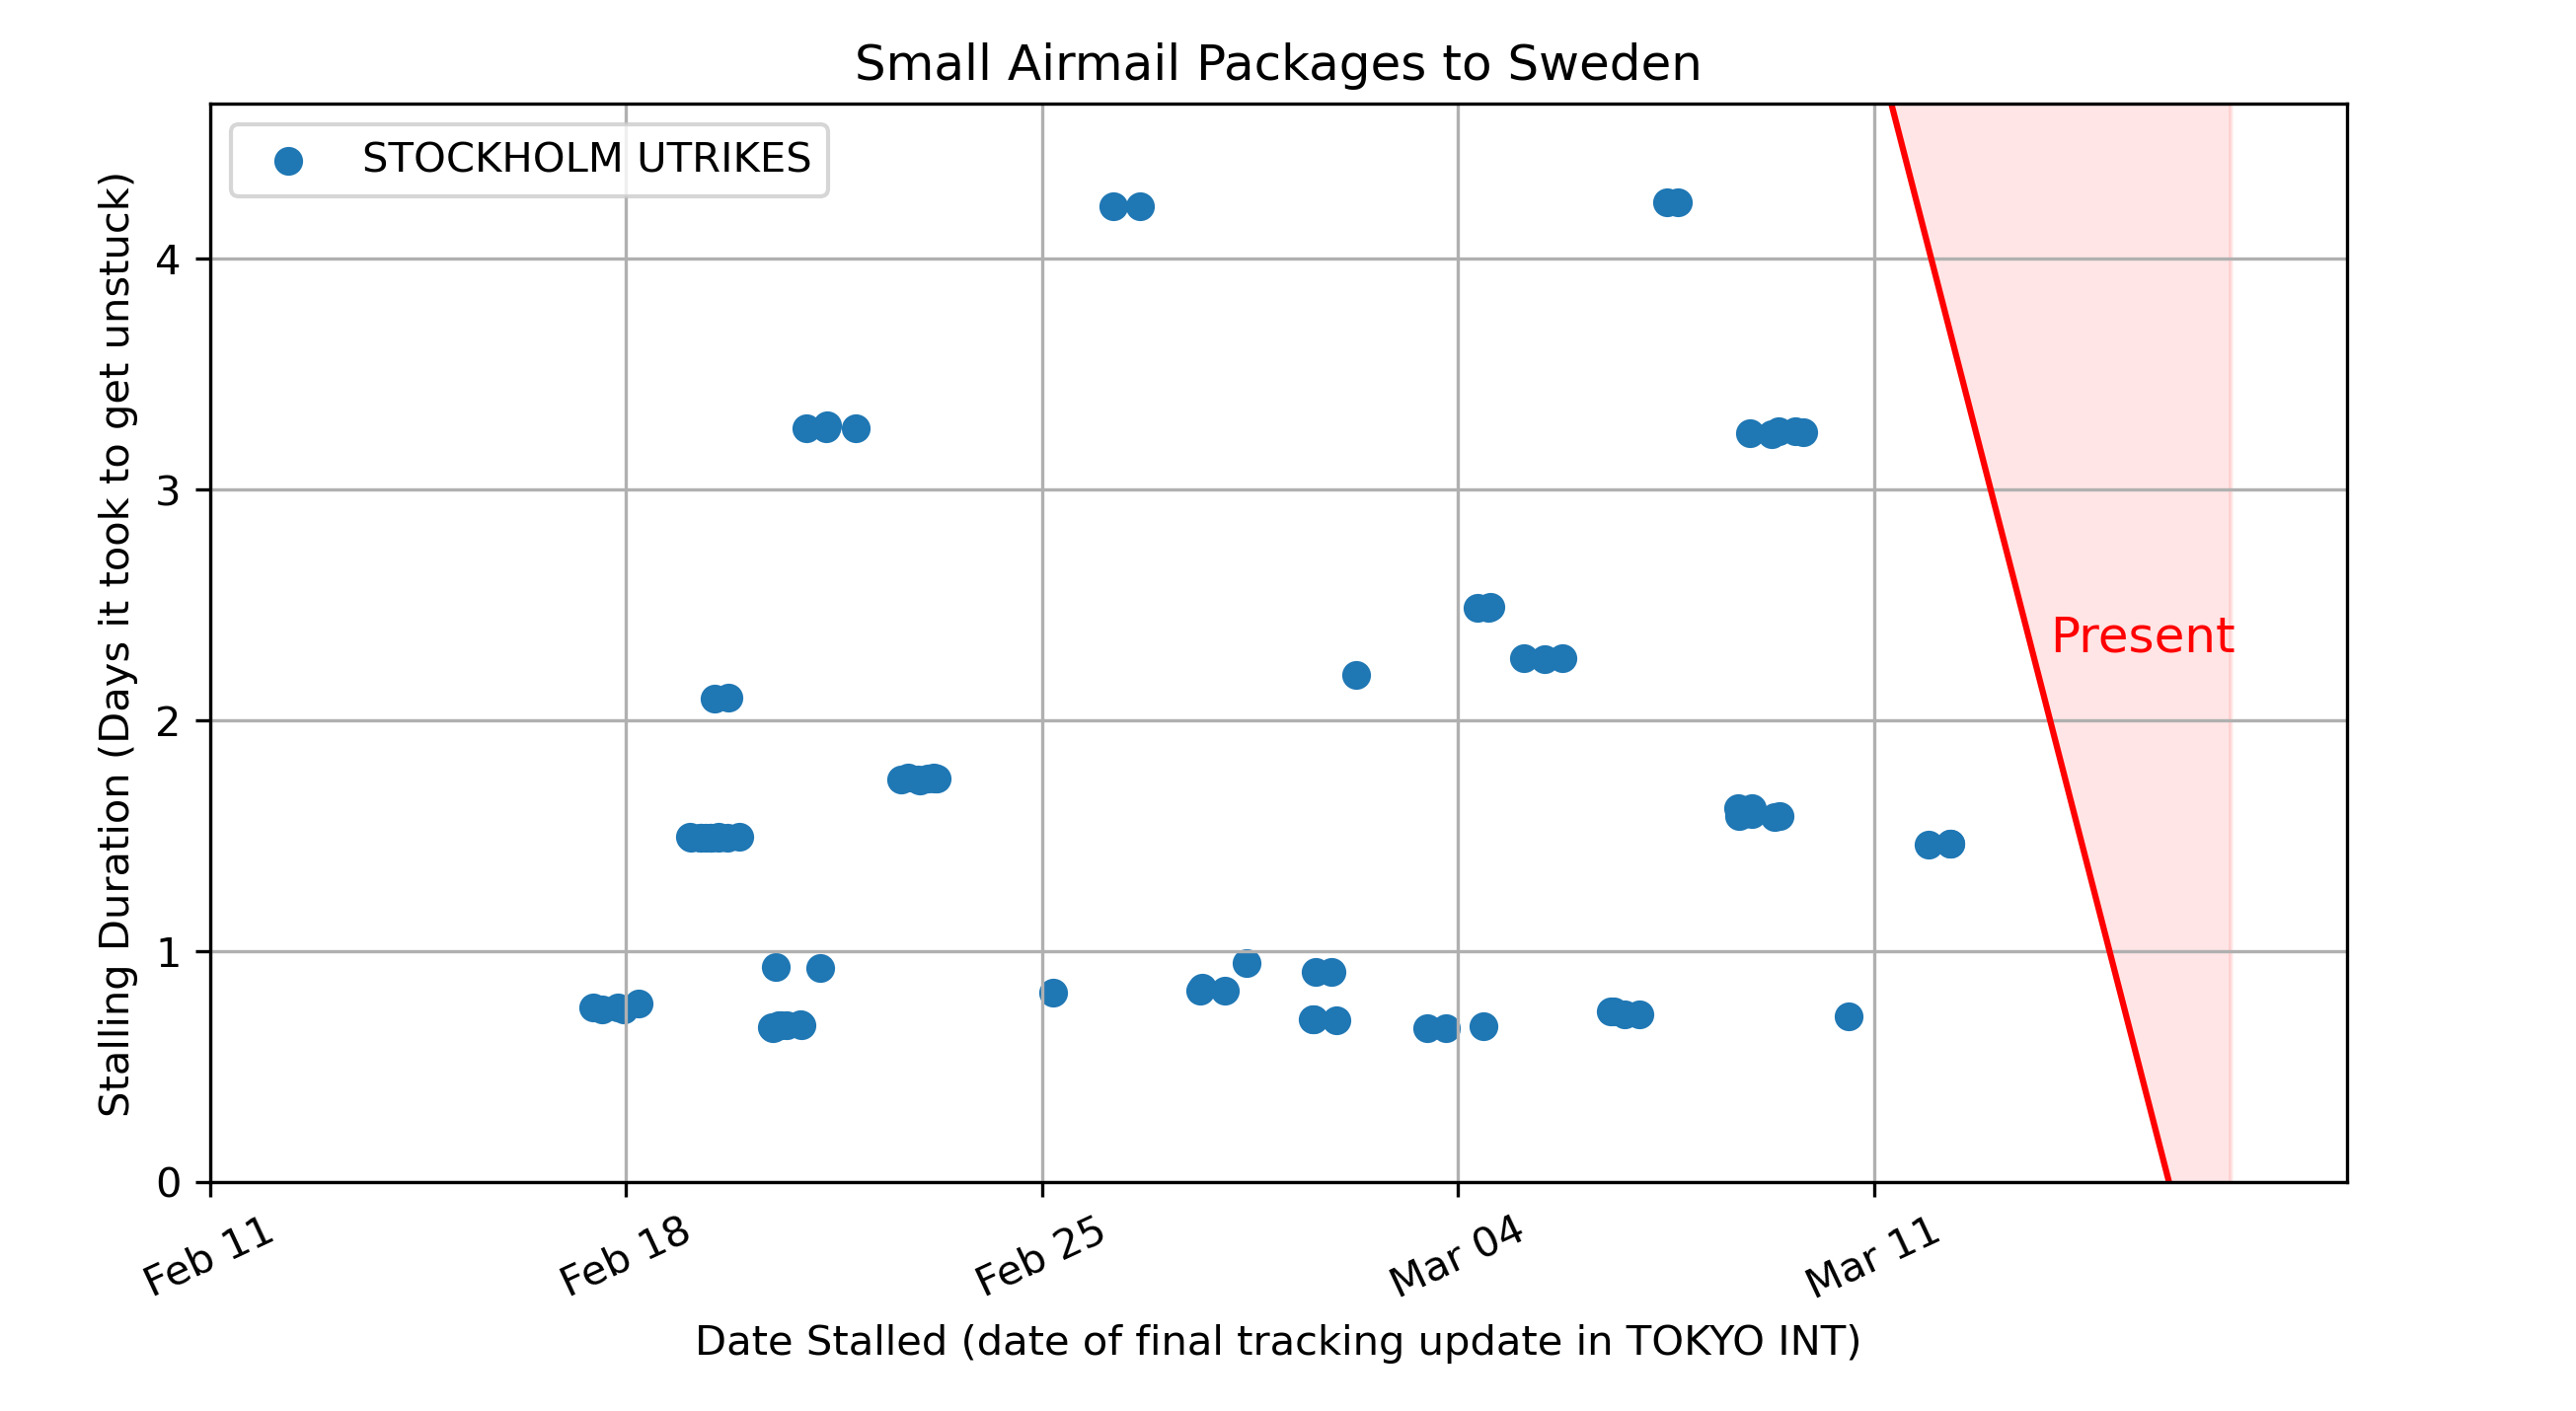 Small Airmail Packages to Sweden
STOCKHOLM UTRIKES
Stalling Duration (Days it took to get unstuck)
4
3
2
1
0
Present
Feb 11
Feb 18
Feb 25
Mar 04
Mar 11
Date Stalled (date of final tracking update in TOKYO INT)